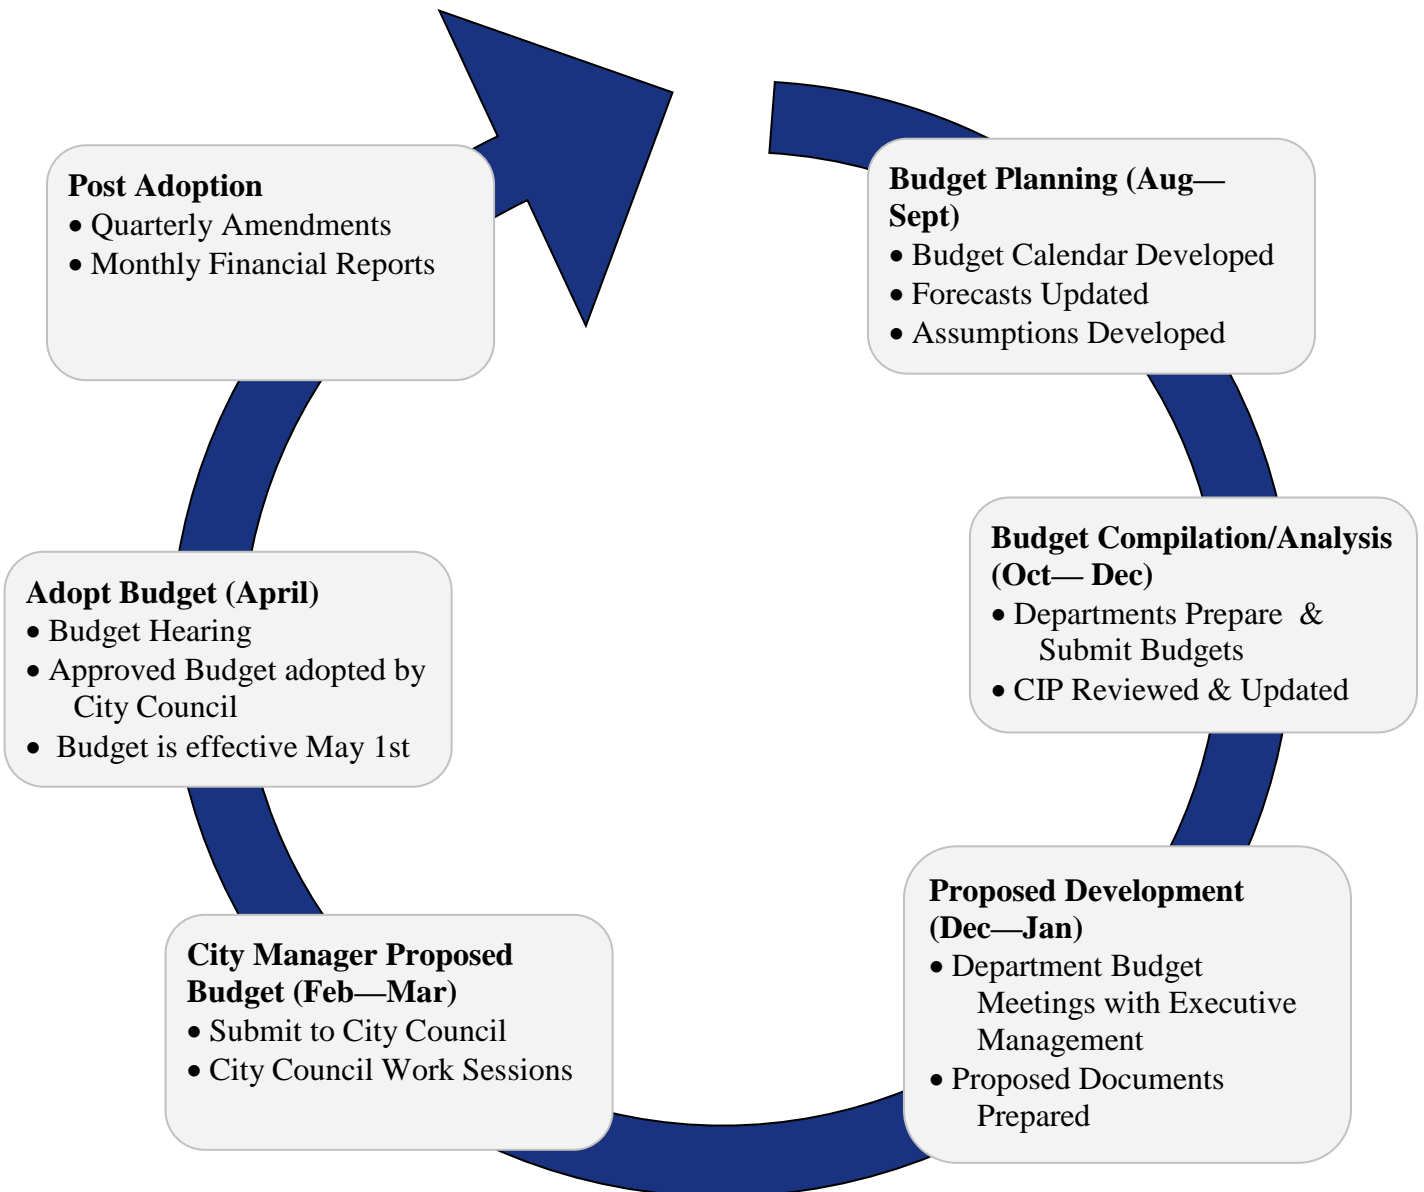 Budget Planning (Aug—
Sept)
• Budget Calendar Developed
• Forecasts Updated
• Assumptions Developed
Budget Compilation/Analysis
(Oct— Dec)
• Departments Prepare  &
Submit Budgets
• CIP Reviewed & Updated
Proposed Development
(Dec—Jan)
• Department Budget
Meetings with Executive
Management
• Proposed Documents
Prepared
City Manager Proposed
Budget (Feb—Mar)
• Submit to City Council
• City Council Work Sessions
Adopt Budget (April)
• Budget Hearing
• Approved Budget adopted by
City Council
•  Budget is effective May 1st
Post Adoption
• Quarterly Amendments
• Monthly Financial Reports